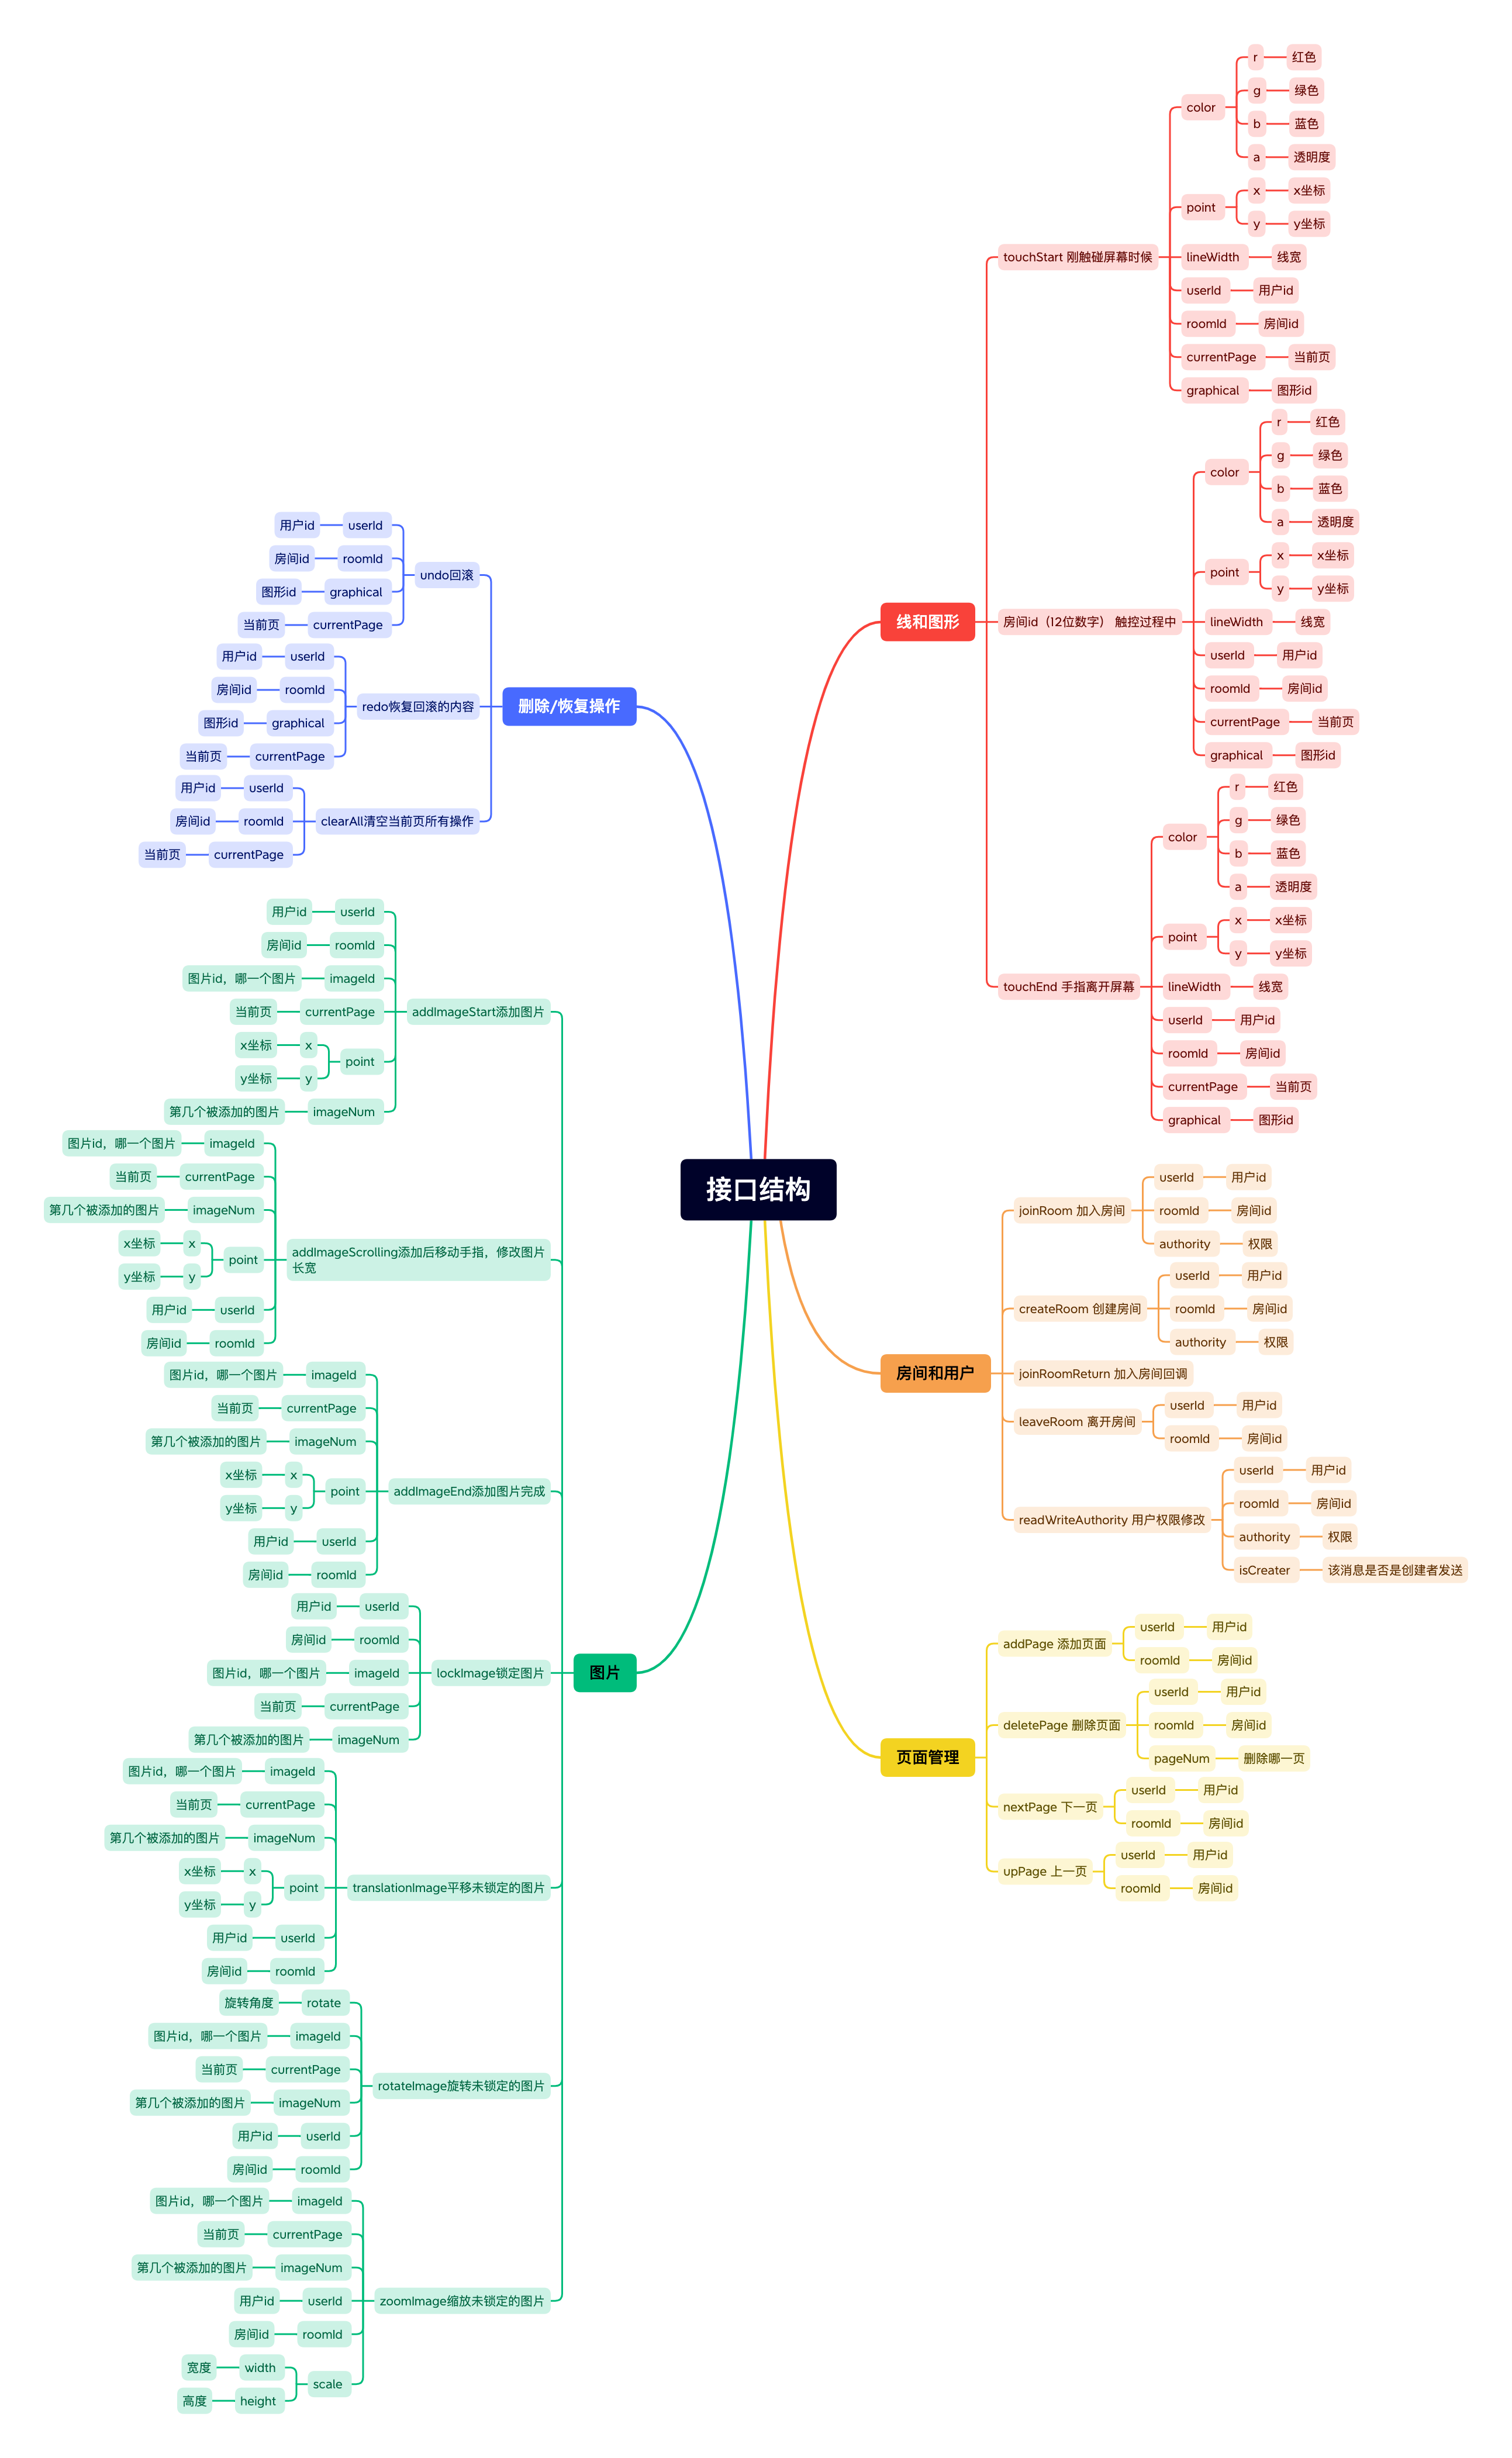 接口结构
线和图形
touchStart 刚触碰屏幕时候
color
r
红色
g
绿色
b
蓝色
a
透明度
point
x
x坐标
y
y坐标
lineWidth
线宽
userId
用户id
roomId
房间id
currentPage
当前页
graphical
图形id
房间id（12位数字） 触控过程中
color
r
红色
g
绿色
b
蓝色
a
透明度
point
x
x坐标
y
y坐标
lineWidth
线宽
userId
用户id
roomId
房间id
currentPage
当前页
graphical
图形id
touchEnd 手指离开屏幕
color
r
红色
g
绿色
b
蓝色
a
透明度
point
x
x坐标
y
y坐标
lineWidth
线宽
userId
用户id
roomId
房间id
currentPage
当前页
graphical
图形id
房间和用户
joinRoom 加入房间
userId
用户id
roomId
房间id
authority
权限
createRoom 创建房间
userId
用户id
roomId
房间id
authority
权限
joinRoomReturn 加入房间回调
leaveRoom 离开房间
userId
用户id
roomId
房间id
readWriteAuthority 用户权限修改
userId
用户id
roomId
房间id
authority
权限
isCreater
该消息是否是创建者发送
页面管理
addPage 添加页面
userId
用户id
roomId
房间id
deletePage 删除页面
userId
用户id
roomId
房间id
pageNum
删除哪一页
nextPage 下一页
userId
用户id
roomId
房间id
upPage 上一页
userId
用户id
roomId
房间id
删除/恢复操作
undo回滚
userId
用户id
roomId
房间id
graphical
图形id
currentPage
当前页
redo恢复回滚的内容
userId
用户id
roomId
房间id
graphical
图形id
currentPage
当前页
clearAll清空当前页所有操作
userId
用户id
roomId
房间id
currentPage
当前页
图片
addImageStart添加图片
userId
用户id
roomId
房间id
imageId
图片id，哪一个图片
currentPage
当前页
point
x
x坐标
y
y坐标
imageNum
第几个被添加的图片
addImageScrolling添加后移动手指，修改图片
长宽
imageId
图片id，哪一个图片
currentPage
当前页
imageNum
第几个被添加的图片
point
x
x坐标
y
y坐标
userId
用户id
roomId
房间id
addImageEnd添加图片完成
imageId
图片id，哪一个图片
currentPage
当前页
imageNum
第几个被添加的图片
point
x
x坐标
y
y坐标
userId
用户id
roomId
房间id
lockImage锁定图片
userId
用户id
roomId
房间id
imageId
图片id，哪一个图片
currentPage
当前页
imageNum
第几个被添加的图片
translationImage平移未锁定的图片
imageId
图片id，哪一个图片
currentPage
当前页
imageNum
第几个被添加的图片
point
x
x坐标
y
y坐标
userId
用户id
roomId
房间id
rotateImage旋转未锁定的图片
rotate
旋转角度
imageId
图片id，哪一个图片
currentPage
当前页
imageNum
第几个被添加的图片
userId
用户id
roomId
房间id
zoomImage缩放未锁定的图片
imageId
图片id，哪一个图片
currentPage
当前页
imageNum
第几个被添加的图片
userId
用户id
roomId
房间id
scale
width
宽度
height
高度